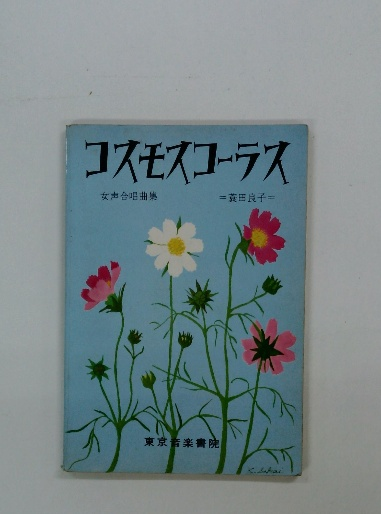 コスモスコーラス
女声合唱曲集
=蓑田良子=
東京音楽書院